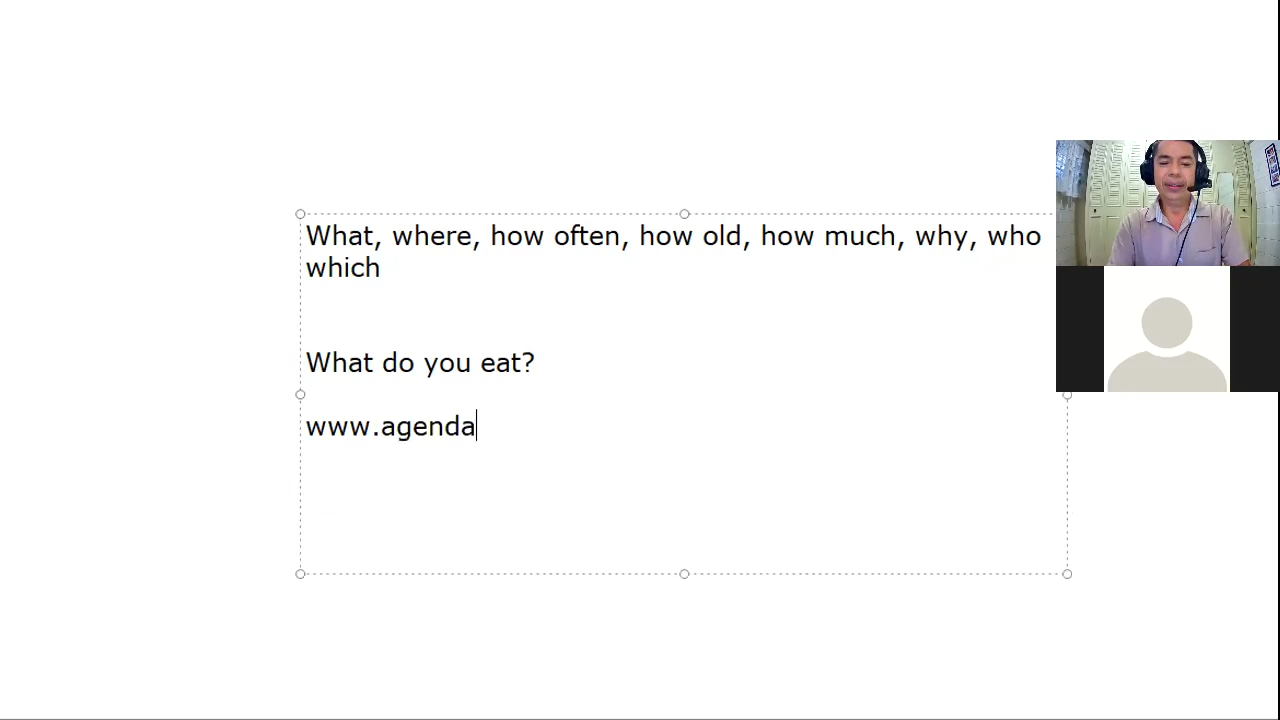 What, where, how often, how old, how much, why, who
which
What do you eat?
www.agenda